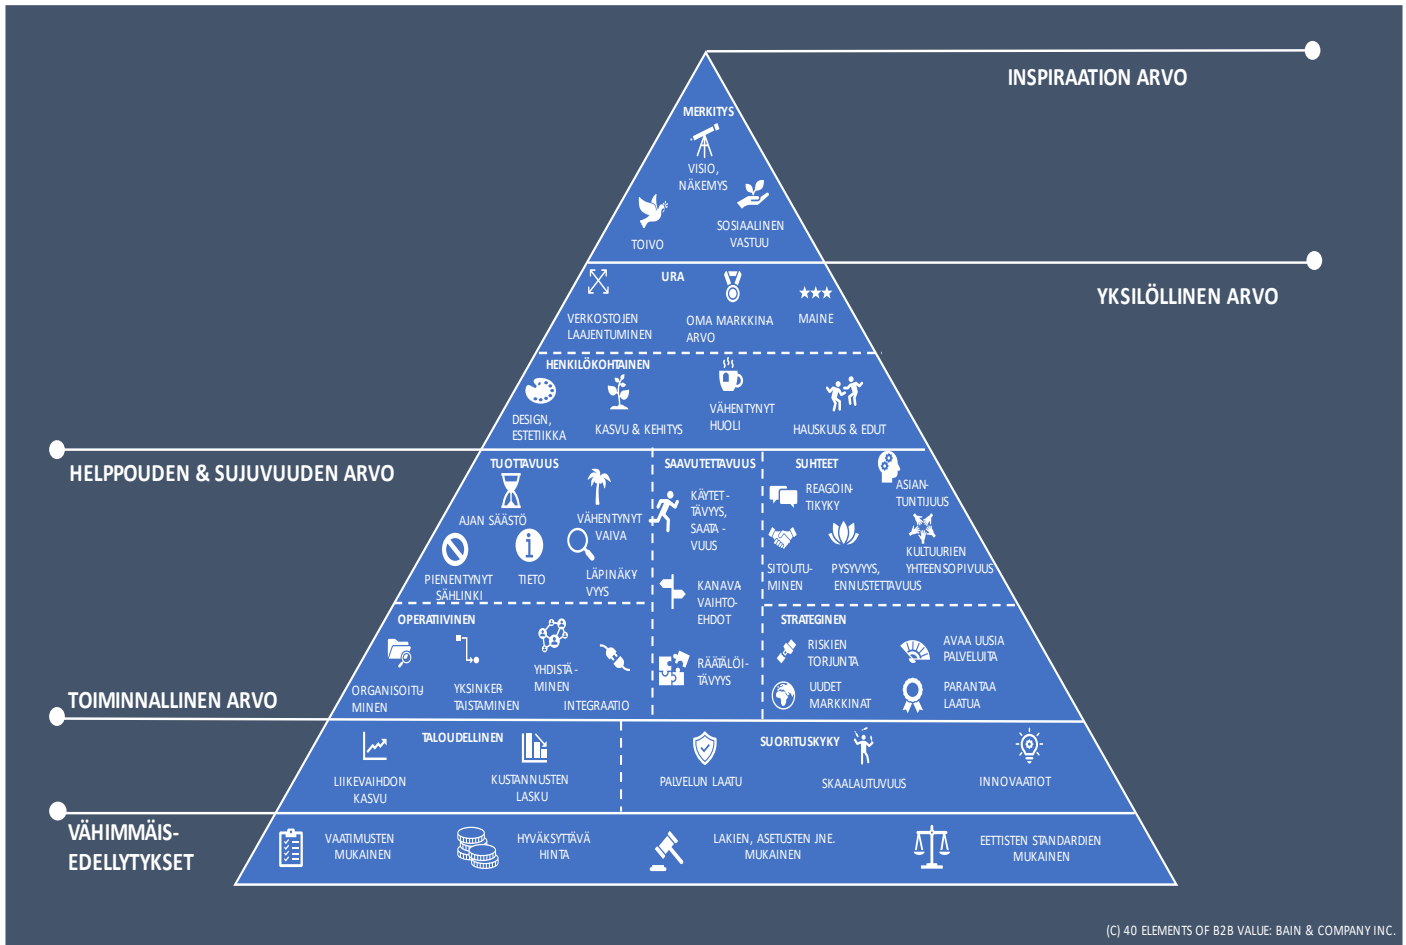 INSPIRAATION ARVO
MERKITYS
VISIO,
NÄKEMYS
TOIVO
SOSIAALINEN
VASTUU
YKSILÖLLINEN ARVO
URA
VERKOSTOJEN
LAAJENTUMINEN
OMA MARKKINA-
ARVO
MAINE
HENKILÖKOHTAINEN
DESIGN,
ESTETIIKKA
KASVU & KEHITYS
VÄHENTYNYT
HUOLI
HAUSKUUS & EDUT
HELPPOUDEN & SUJUVUUDEN ARVO
TUOTTAVUUS
AJAN SÄÄSTÖ
VÄHENTYNYT
VAIVA
PIENENTYNYT
SÄHLINKI
TIETO
LÄPINÄKY-
VYYS
SAAVUTETTAVUUS
KÄYTET-
TÄVYYS,
SAATA-
VUUS
KANAVA-
VAIHTO-
EHDOT
RÄÄTÄLÖI-
TÄVYYS
SUHTEET
REAGOIN-
TIKYKY
ASIAN-
TUNTIJUUS
SITOUTU-
MINEN
PYSYVYYS,
ENNUSTETTAVUUS
KULTUURIEN
YHTEENSOPIVUUS
OPERATIIVINEN
ORGANISOITU-
MINEN
YKSINKER-
TAISTAMINEN
YHDISTÄ-
MINEN
INTEGRAATIO
STRATEGINEN
RISKIEN
TORJUNTA
AVAA UUSIA
PALVELUITA
UUDET
MARKKINAT
PARANTAA
LAATUA
TOIMINNALLINEN ARVO
TALOUDELLINEN
LIIKEVAIHDON
KASVU
KUSTANNUSTEN
LASKU
SUORITUSKYKY
PALVELUN LAATU
SKAALAUTUVUUS
INNOVAATIOT
VÄHIMMÄIS-
EDELLYTYKSET
VAATIMUSTEN
MUKAINEN
HYVÄKSYTTÄVÄ
HINTA
LAKIEN, ASETUSTEN JNE.
MUKAINEN
EETTISTEN STANDARDIEN
MUKAINEN
(C) 40 ELEMENTS OF B2B VALUE: BAIN & COMPANY INC.